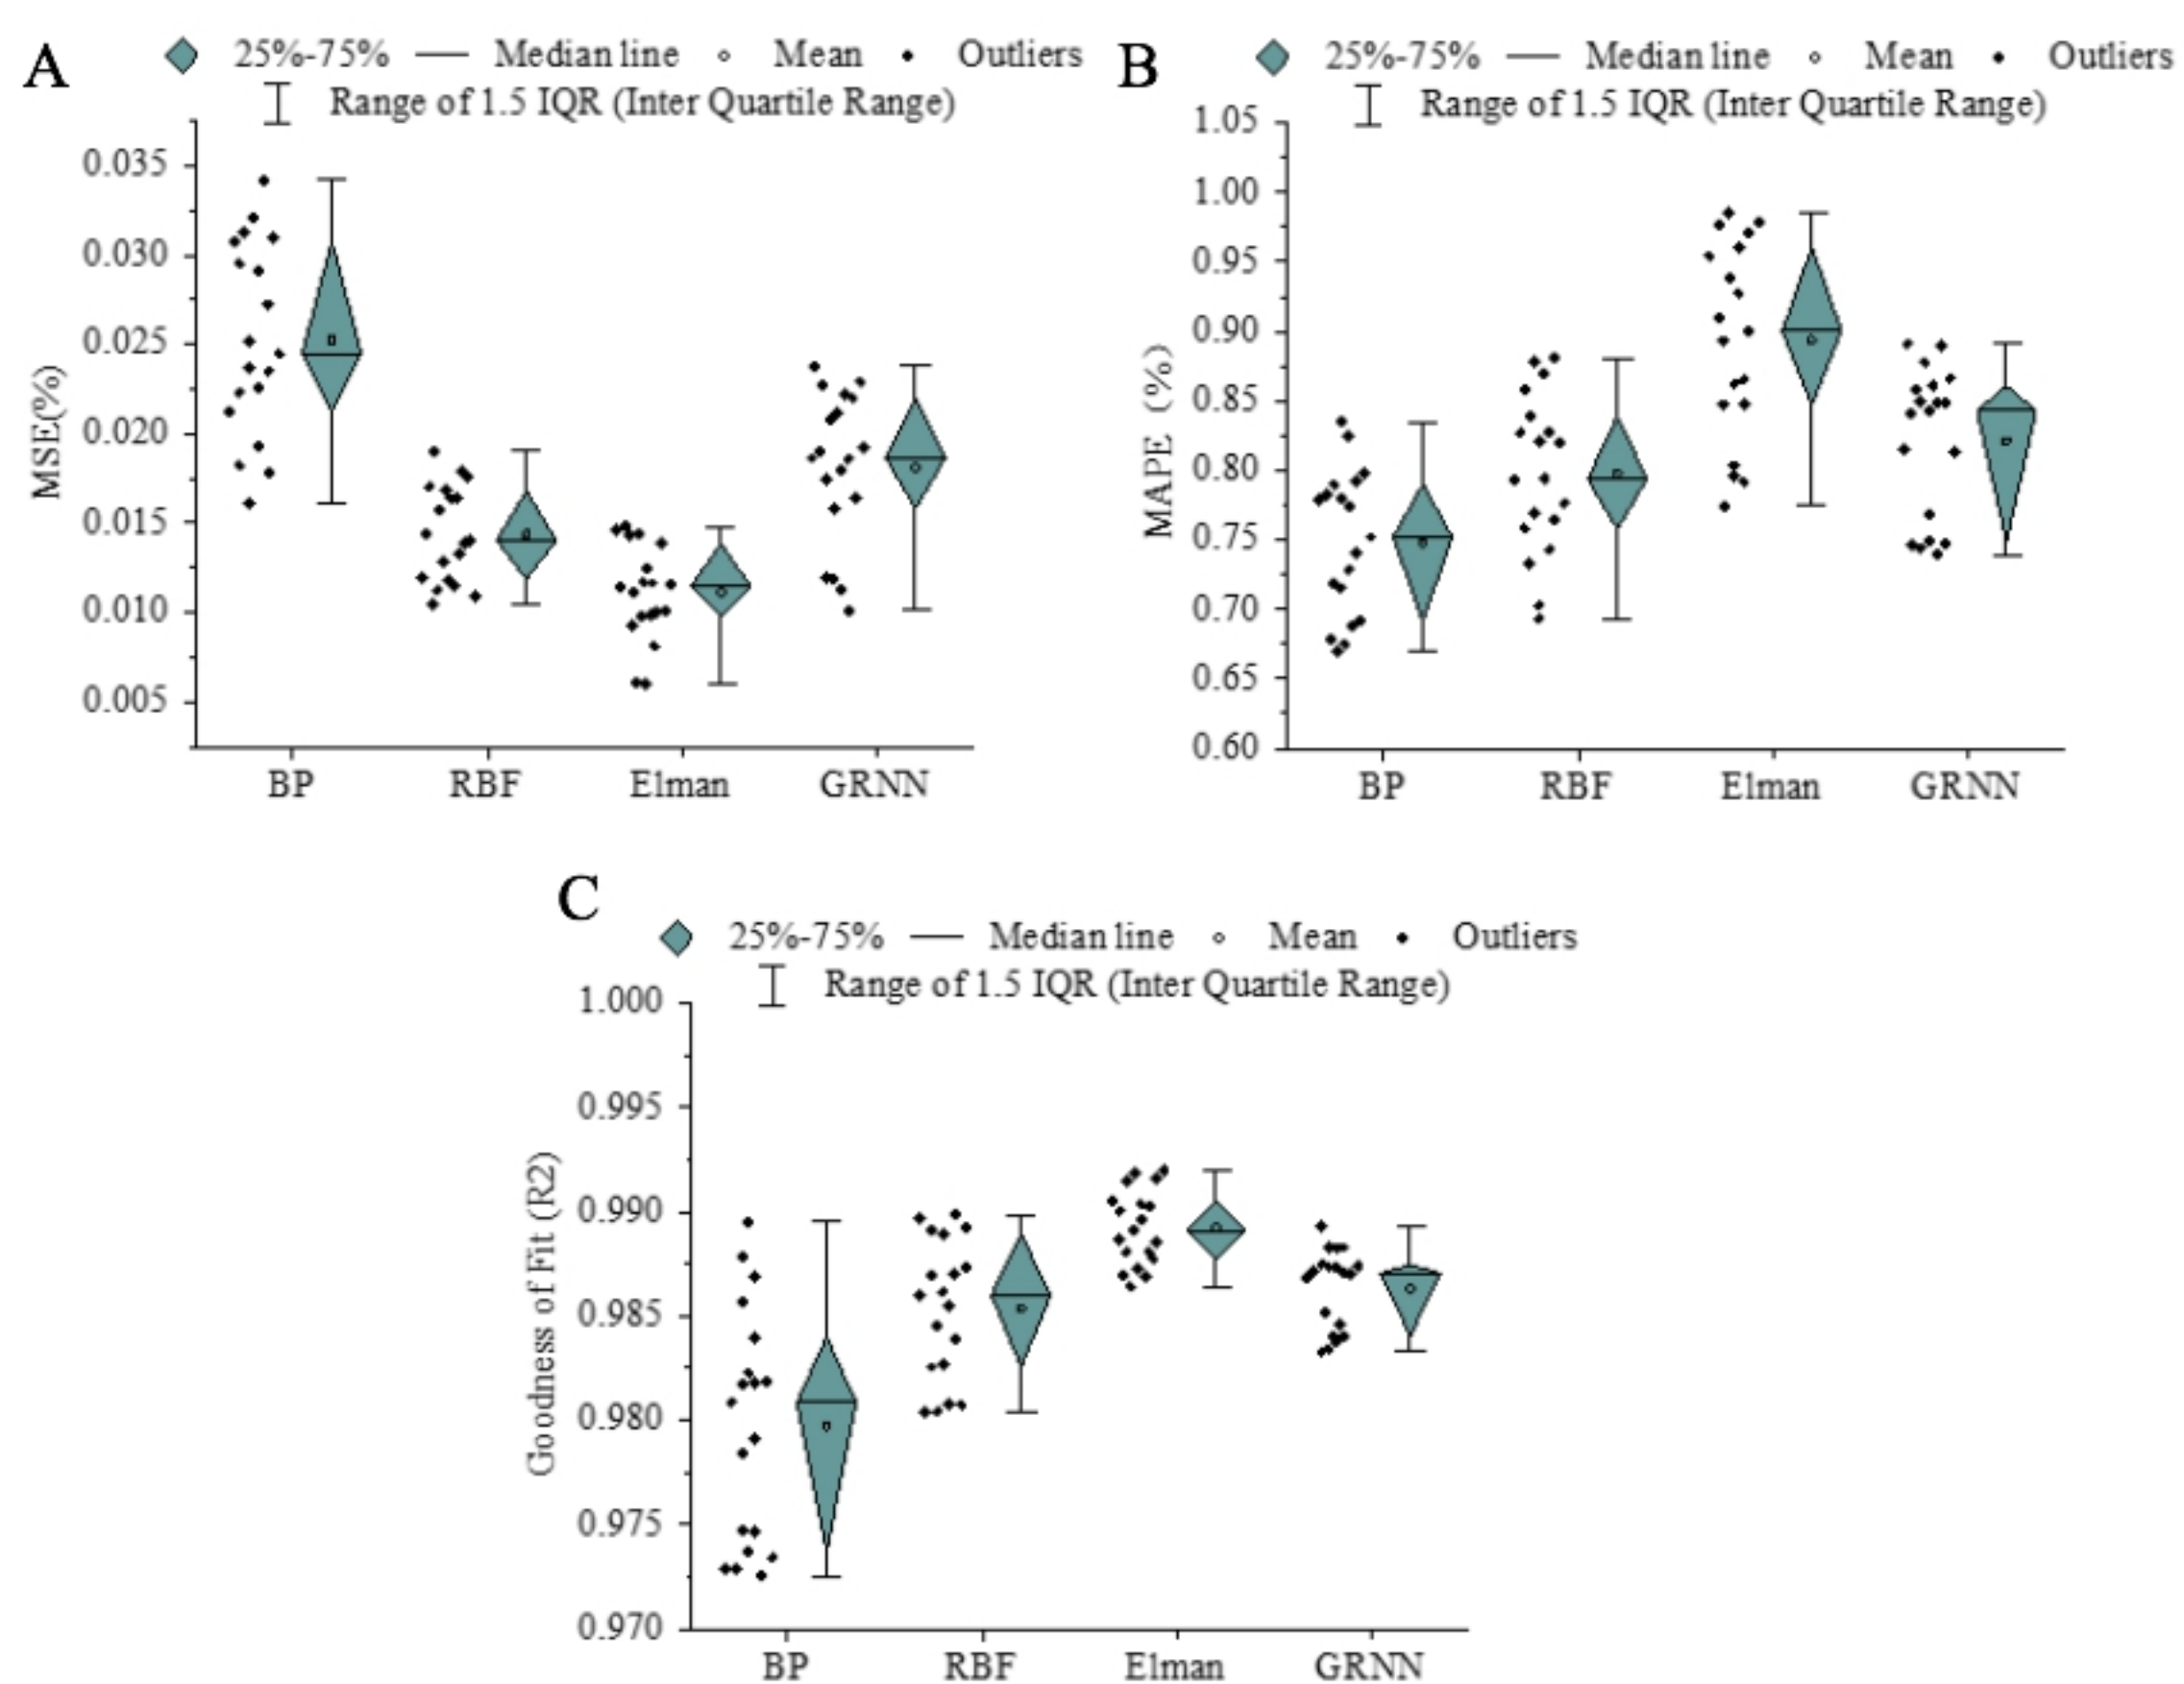 A
25%-75% Median line Mean Outliers
Range of 1.5 IQR (Inter Quartile Range)
0.035
0.030
0.025
0.020
0.015
0.010
0.005
MSE(%)
BP RBF Elman GRNN
B
25%-75% Median line Mean Outliers
Range of 1.5 IQR (Inter Quartile Range)
1.05
1.00
0.95
0.90
0.85
0.80
0.75
0.70
0.65
0.60
MAPE (%)
BP RBF Elman GRNN
C
25%-75% Median line Mean Outliers
Range of 1.5 IQR (Inter Quartile Range)
1.000
0.995
0.990
0.985
0.980
0.975
0.970
Goodness of Fit (R2)
BP RBF Elman GRNN